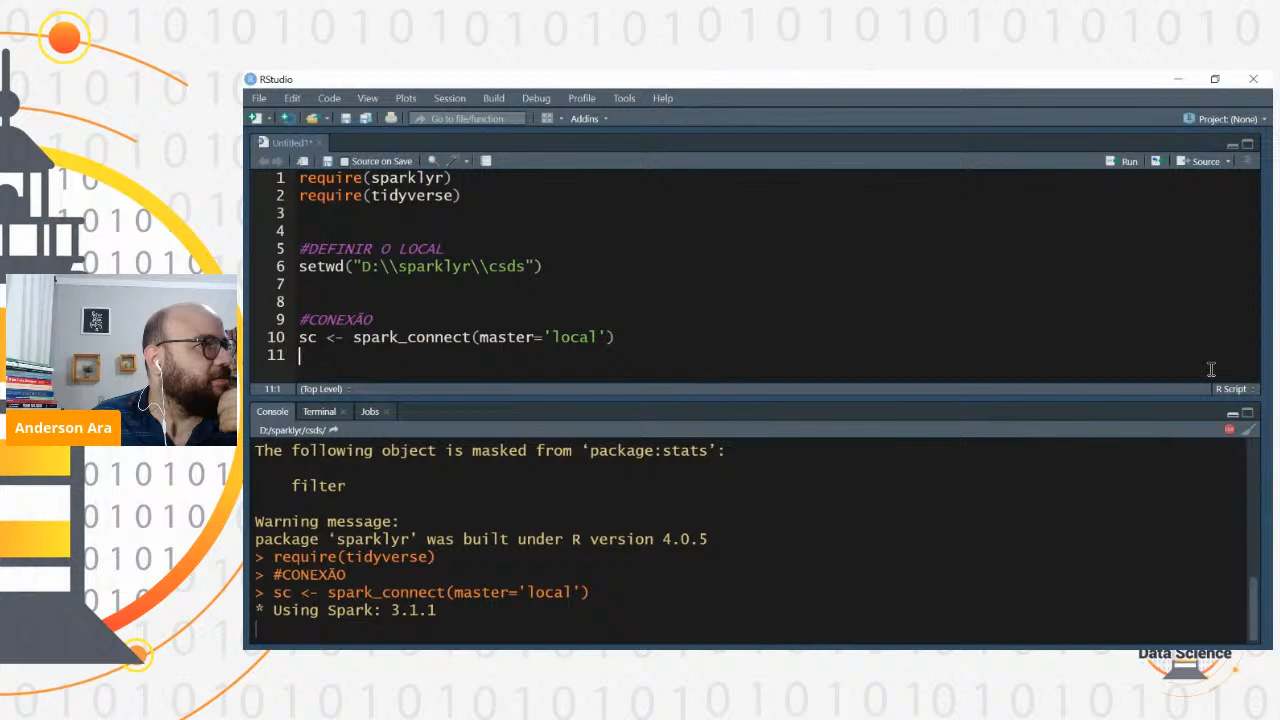 RStudio
File Edit Code View Plots Session Build Debug Profile Tools Help
Go to file/function Addins Project: (None)
Untitled1*
Source on Save Run Source
1 require(sparklyr)
2 require(tidyverse)
3
4
5 #DEFINIR O LOCAL
6 setwd("D:\\sparklyr\\csds")
7
8
9 #CONEXÃO
10 sc <- spark_connect(master='local')
11
11:1 (Top Level) R Script
Console Terminal Jobs
D:/sparklyr/csds/
The following object is masked from ‘package:stats’:
filter
Warning message:
package ‘sparklyr’ was built under R version 4.0.5
> require(tidyverse)
> #CONEXÃO
> sc <- spark_connect(master='local')
* Using Spark: 3.1.1
Anderson Ara
Data Science